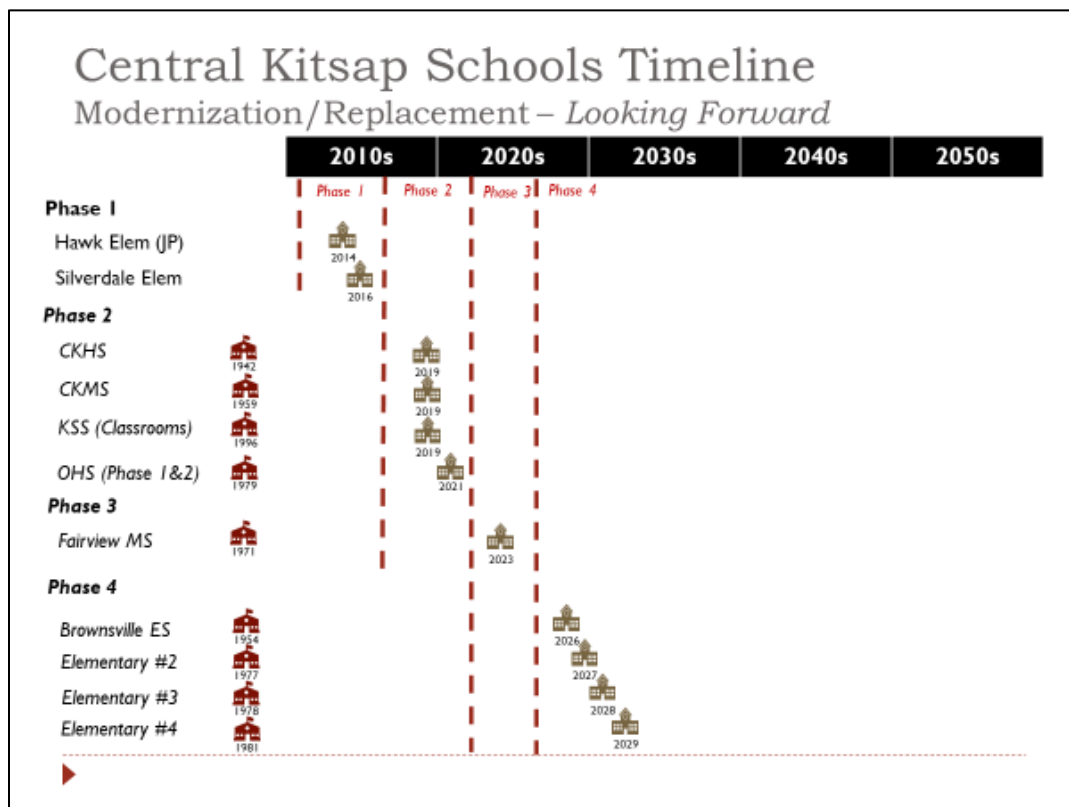 Central Kitsap Schools Timeline
Modernization/Replacement – Looking Forward
2010s 2020s 2030s 2040s 2050s
Phase 1 Phase 2 Phase 3 Phase 4
Phase 1
Hawk Elem (JP) 2014
Silverdale Elem 2016
Phase 2
CKHS 1942 2019
CKMS 1959 2019
KSS (Classrooms) 1996 2019
OHS (Phase 1&2) 1979 2021
Phase 3
Fairview MS 1971 2023
Phase 4
Brownsville ES 1954 2026
Elementary #2 1977 2027
Elementary #3 1978 2028
Elementary #4 1981 2029